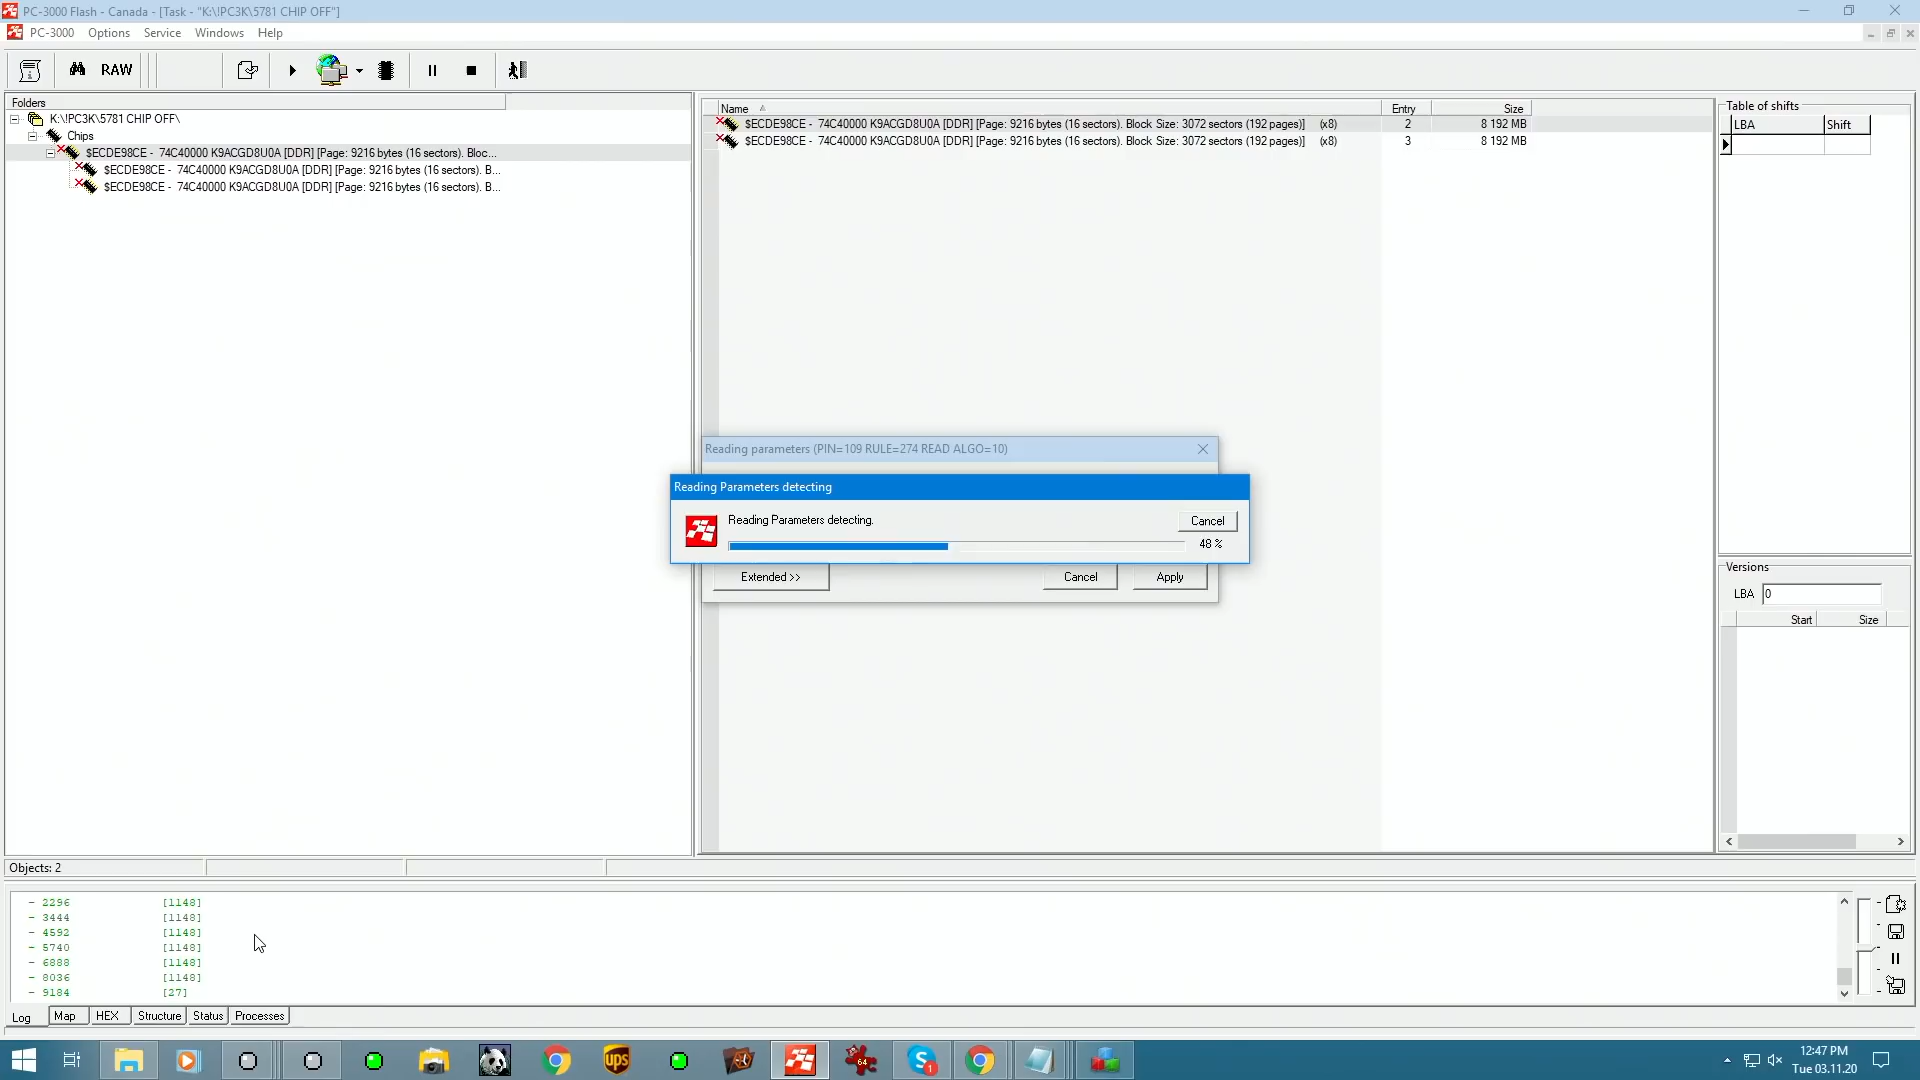 PC-3000 Flash - Canada - [Task - "K:\!PC3K\5781 CHIP OFF"]
PC-3000 Options Service Windows Help
RAW
Folders
K:\!PC3K\5781 CHIP OFF\
Chips
$ECDE98CE - 74C40000 K9ACGD8U0A [DDR] [Page: 9216 bytes (16 sectors). Bloc...
$ECDE98CE - 74C40000 K9ACGD8U0A [DDR] [Page: 9216 bytes (16 sectors). B...
$ECDE98CE - 74C40000 K9ACGD8U0A [DDR] [Page: 9216 bytes (16 sectors). B...
Name Entry Size
$ECDE98CE - 74C40000 K9ACGD8U0A [DDR] [Page: 9216 bytes (16 sectors). Block Size: 3072 sectors (192 pages)] (x8) 2 8 192 MB
$ECDE98CE - 74C40000 K9ACGD8U0A [DDR] [Page: 9216 bytes (16 sectors). Block Size: 3072 sectors (192 pages)] (x8) 3 8 192 MB
Table of shifts
LBA Shift
Reading parameters (PIN=109 RULE=274 READ ALGO=10)
Reading Parameters detecting
Reading Parameters detecting.
Cancel
48 %
Extended >> Cancel Apply
Versions
LBA 0
Start Size
Objects: 2
- 2296 [1148]
- 3444 [1148]
- 4592 [1148]
- 5740 [1148]
- 6888 [1148]
- 8036 [1148]
- 9184 [27]
Log Map HEX Structure Status Processes
ups
64
1
12:47 PM
Tue 03.11.20